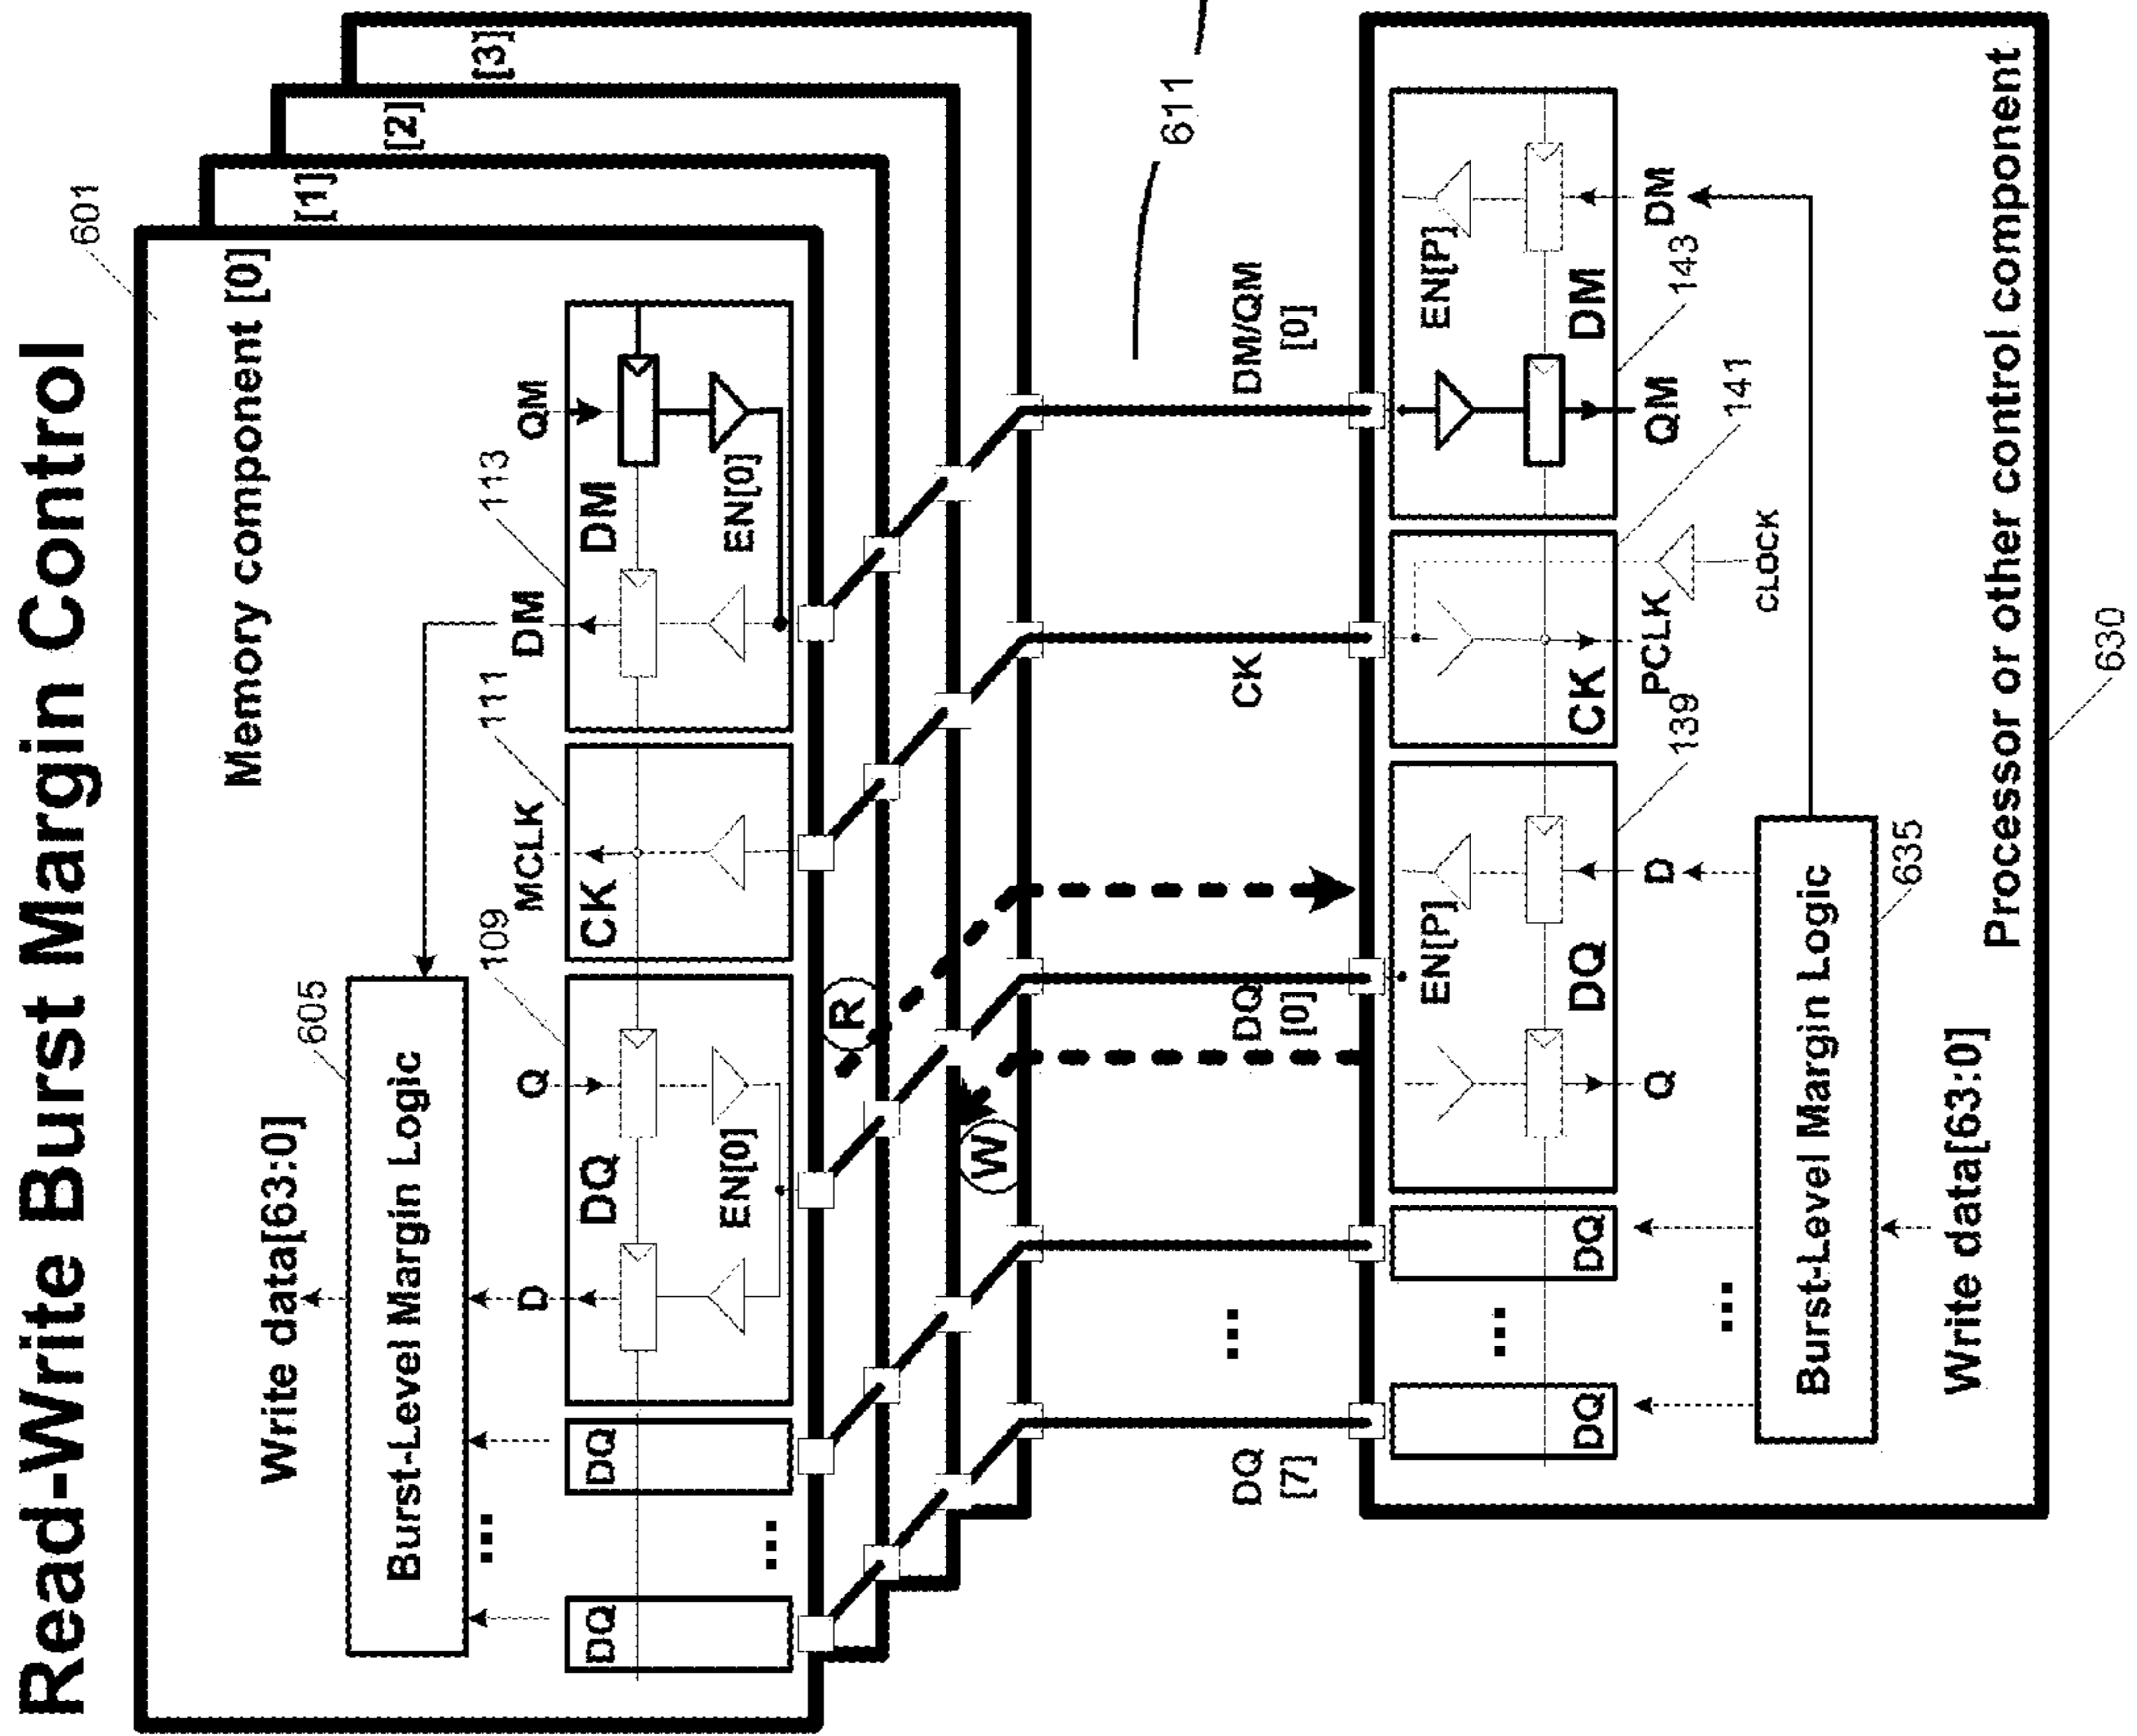 Read-Write Burst Margin Control
601
[3]
[2]
[1]
Memory component [0]
Write data[63:0]
605
Burst-Level Margin Logic
...
D
Q
109
MCLK
111
DM
113
QM
DQ
DQ
...
DQ
EN[0]
CK
DM
EN[0]
R
W
611
DQ
[7]
...
DQ
[0]
CK
DM/QM
[0]
DQ
...
DQ
EN[P]
DQ
CK
EN[P]
DM
Q
D
139
PCLK
CLOCK
141
QM
143
DM
...
Burst-Level Margin Logic
635
Write data[63:0]
Processor or other control component
630